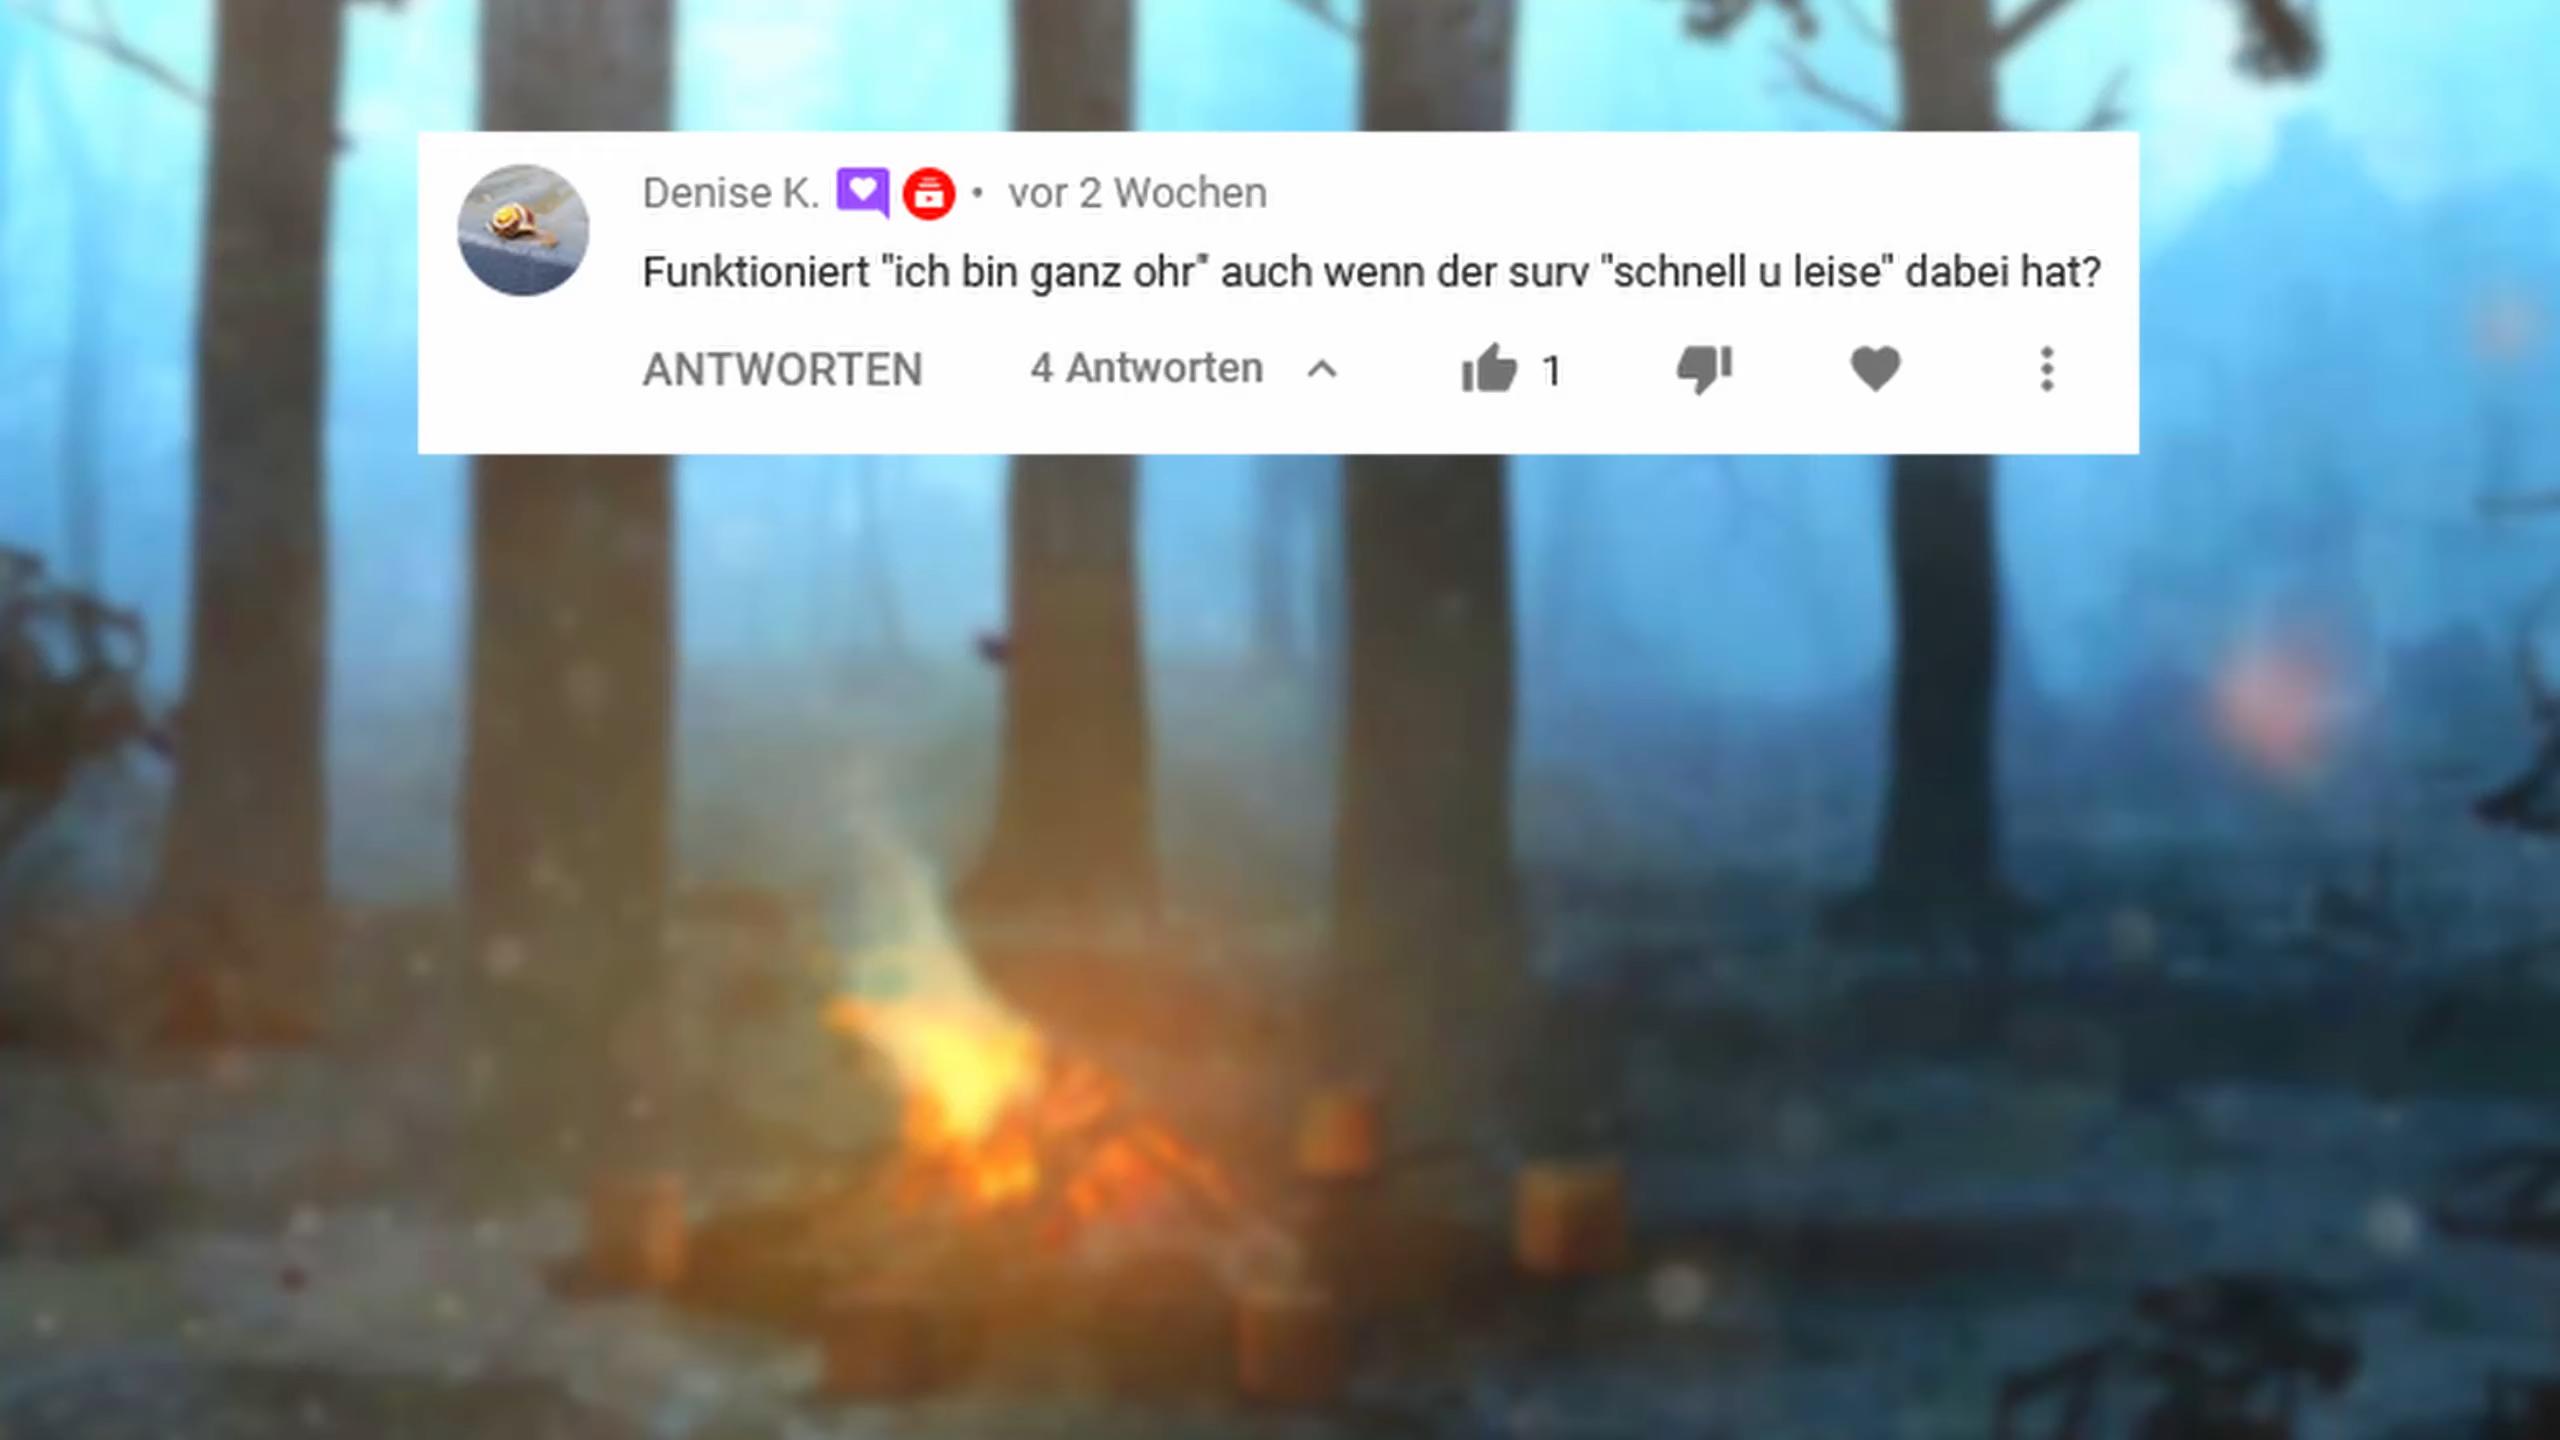 Denise K. • vor 2 Wochen
Funktioniert "ich bin ganz ohr" auch wenn der surv "schnell u leise" dabei hat?
ANTWORTEN 4 Antworten 1